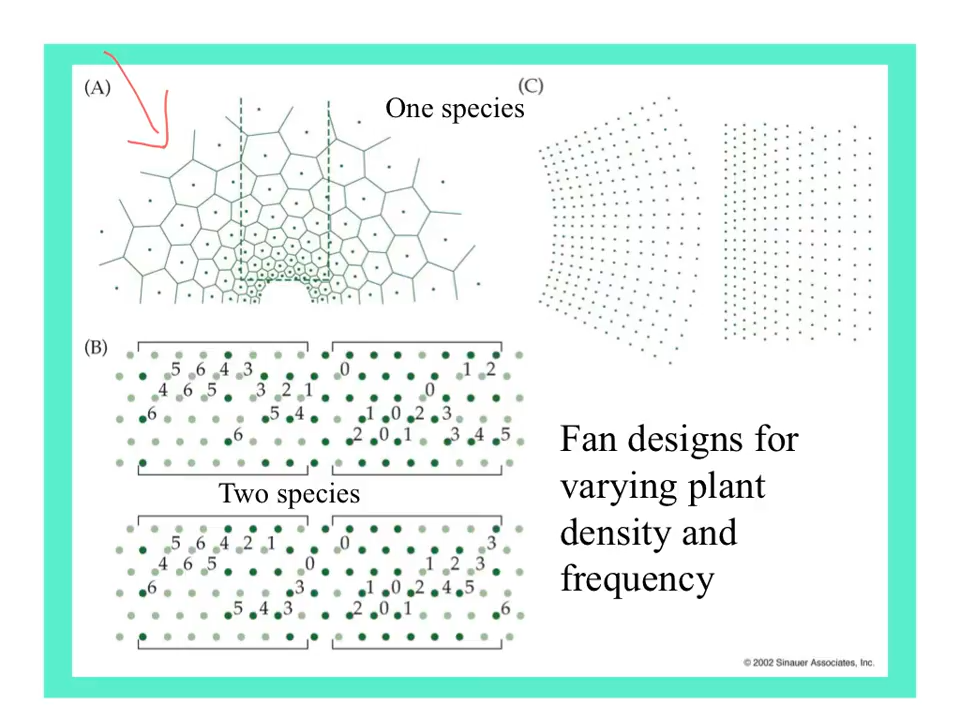 (A)
One species
(C)
(B)
5 6 4 3 0 1 2
4 6 5 3 2 1 0
6 5 4 1 0 2 3
6 2 0 1 3 4 5
Two species
5 6 4 2 1 0 3
4 6 5 0 1 2 3
6 3 1 0 2 4 5
5 4 3 2 0 1 6
Fan designs for
varying plant
density and
frequency
© 2002 Sinauer Associates, Inc.